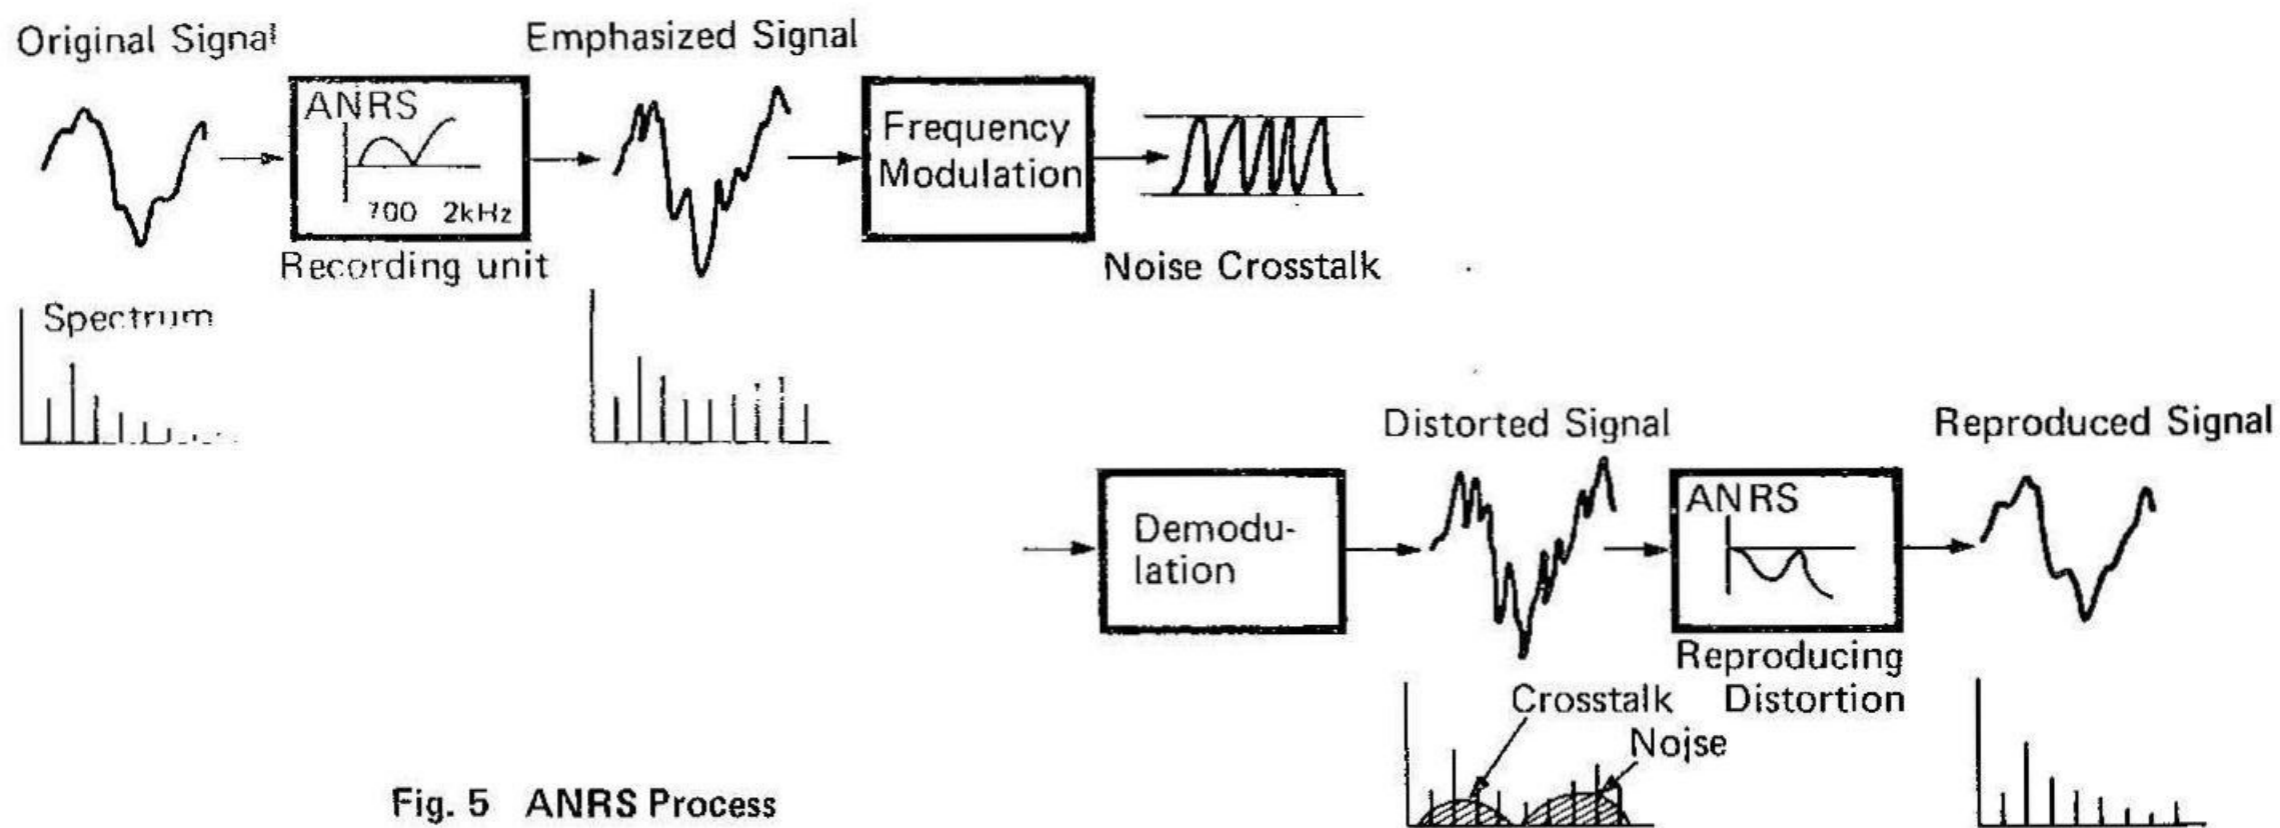 Original Signal
Emphasized Signal
ANRS
700 2kHz
Recording unit
Frequency
Modulation
Noise Crosstalk
Spectrum
Distorted Signal
Reproduced Signal
Demodu-
lation
ANRS
Reproducing
Distortion
Crosstalk
Noise
Fig. 5 ANRS Process